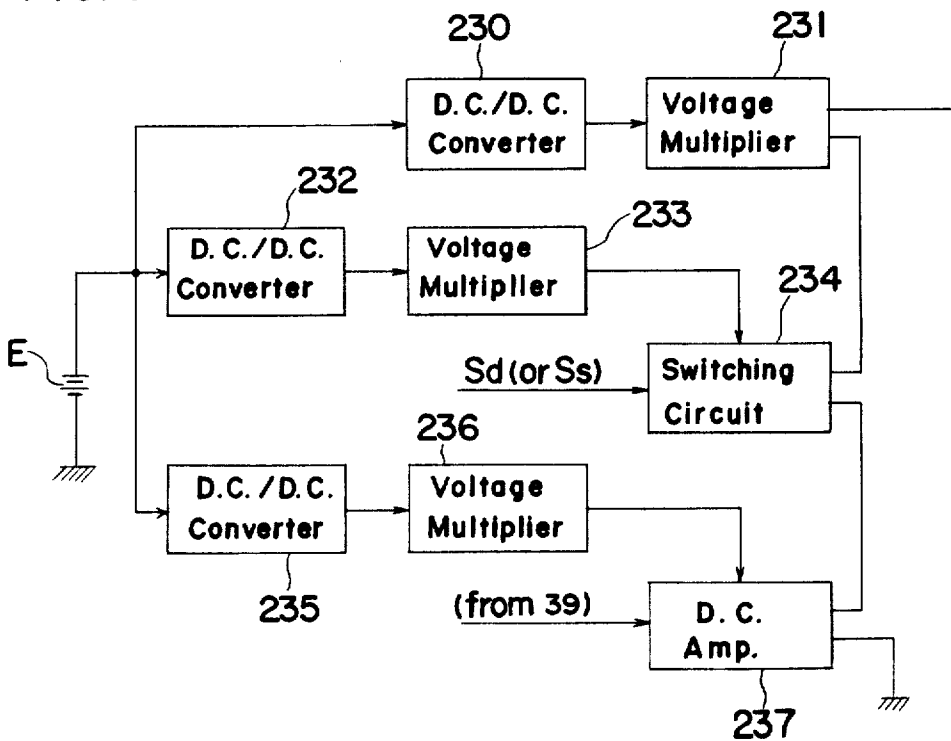 230
231
D.C./D.C.
Converter
Voltage
Multiplier
232
233
D.C./D.C.
Converter
Voltage
Multiplier
234
E
Sd (or Ss)
Switching
Circuit
236
D.C./D.C.
Converter
Voltage
Multiplier
235
(from 39)
D.C.
Amp.
237